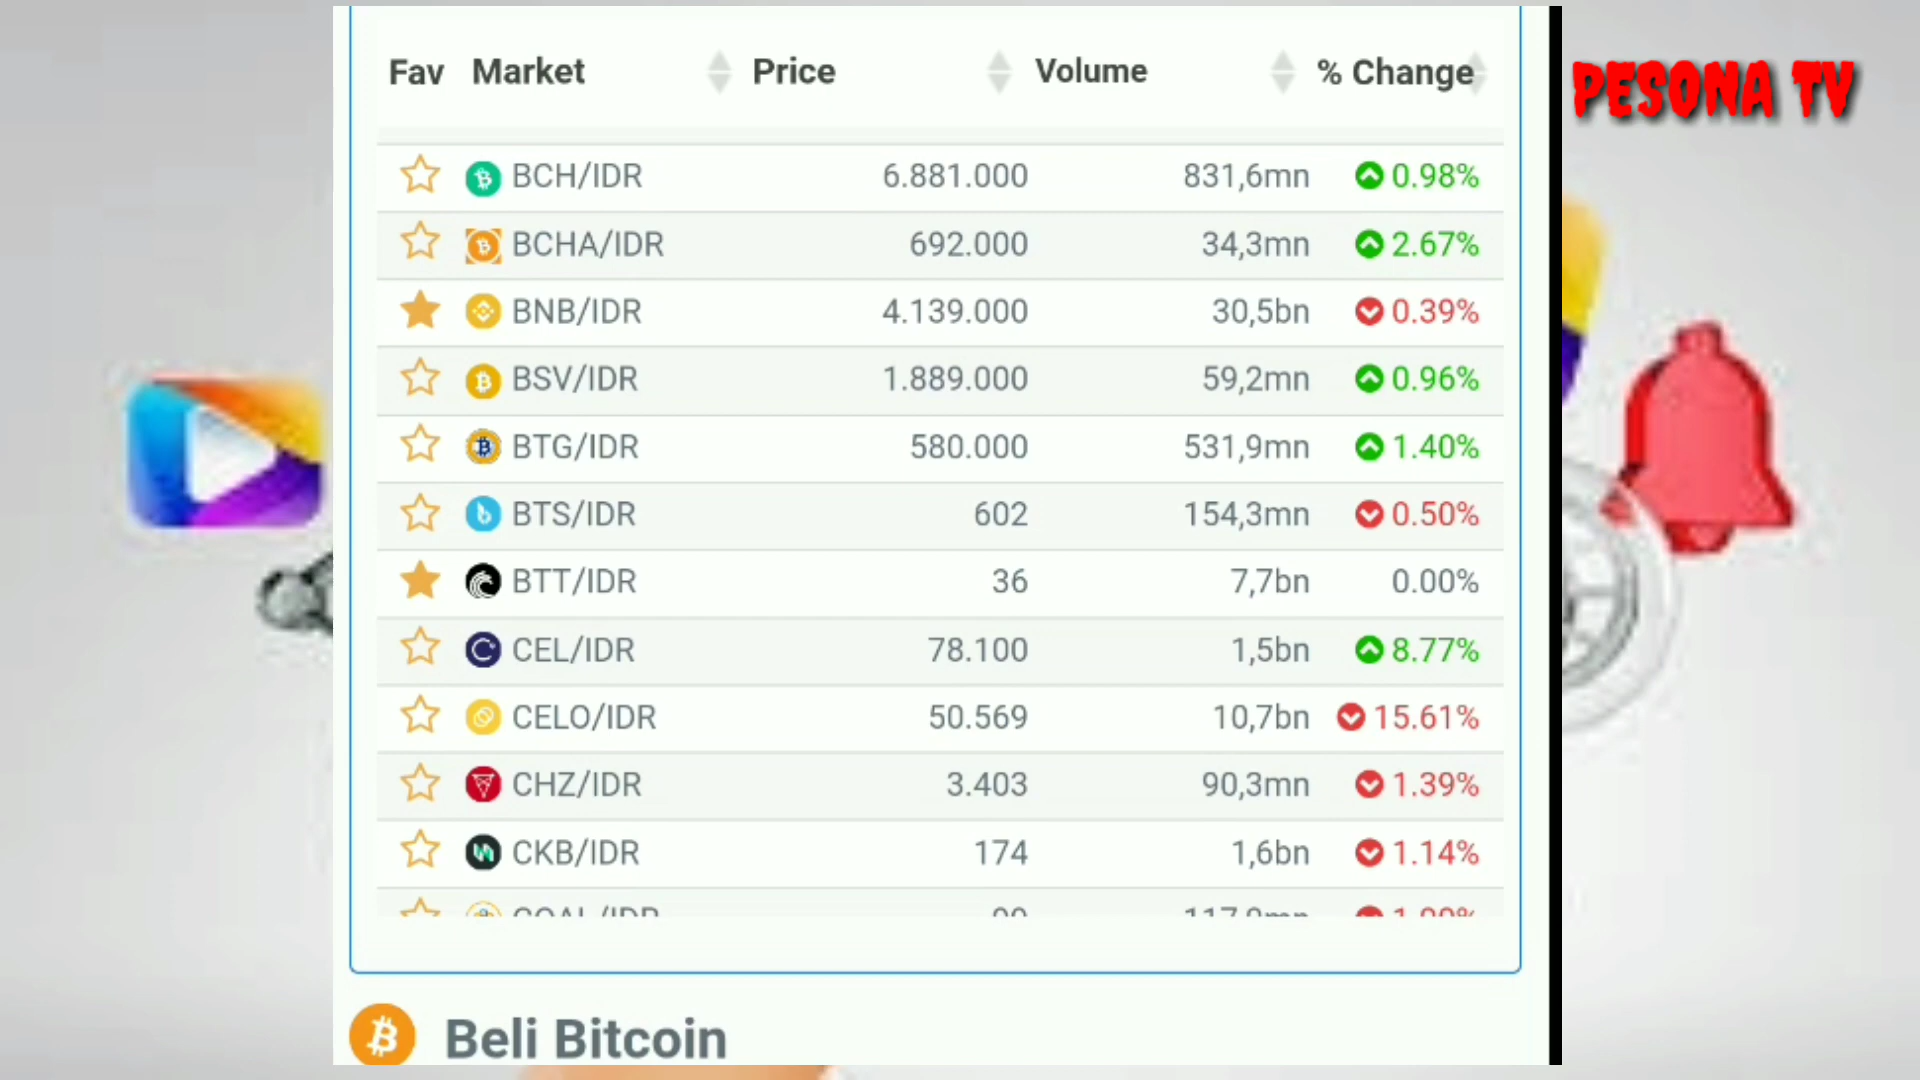 Fav Market Price Volume % Change
PESONA TV
BCH/IDR 6.881.000 831,6mn 0.98%
BCHA/IDR 692.000 34,3mn 2.67%
BNB/IDR 4.139.000 30,5bn 0.39%
BSV/IDR 1.889.000 59,2mn 0.96%
BTG/IDR 580.000 531,9mn 1.40%
BTS/IDR 602 154,3mn 0.50%
BTT/IDR 36 7,7bn 0.00%
CEL/IDR 78.100 1,5bn 8.77%
CELO/IDR 50.569 10,7bn 15.61%
CHZ/IDR 3.403 90,3mn 1.39%
CKB/IDR 174 1,6bn 1.14%
Beli Bitcoin